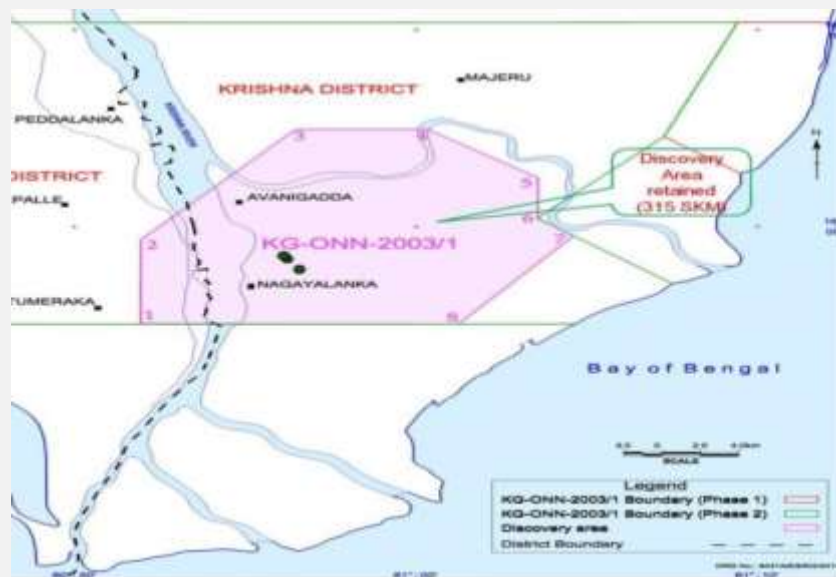 KRISHNA DISTRICT
MAJERU
PEDDALANKA
DISTRICT
PALLE
3
Discovery
Area
retained
(315 SKM)
5
AVANIGADDA
6
2
KG-ONN-2003/1
7
NAGAYALANKA
TUMERAKA
1
8
Bay of Bengal
SCALE
Legend
KG-ONN-2003/1 Boundary (Phase 1)
KG-ONN-2003/1 Boundary (Phase 2)
Discovery area
District Boundary